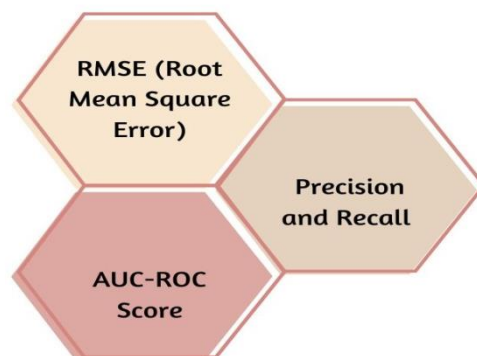 RMSE (Root
Mean Square
Error)
Precision
and Recall
AUC-ROC
Score